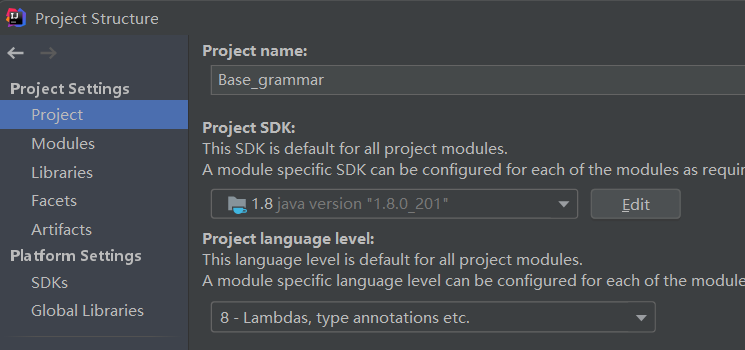 Project Structure
Project Settings
Project
Modules
Libraries
Facets
Artifacts
Platform Settings
SDKs
Global Libraries
Project name:
Base_grammar
Project SDK:
This SDK is default for all project modules.
A module specific SDK can be configured for each of the modules as requir
1.8 java version "1.8.0_201"
Edit
Project language level:
This language level is default for all project modules.
A module specific language level can be configured for each of the module
8 - Lambdas, type annotations etc.